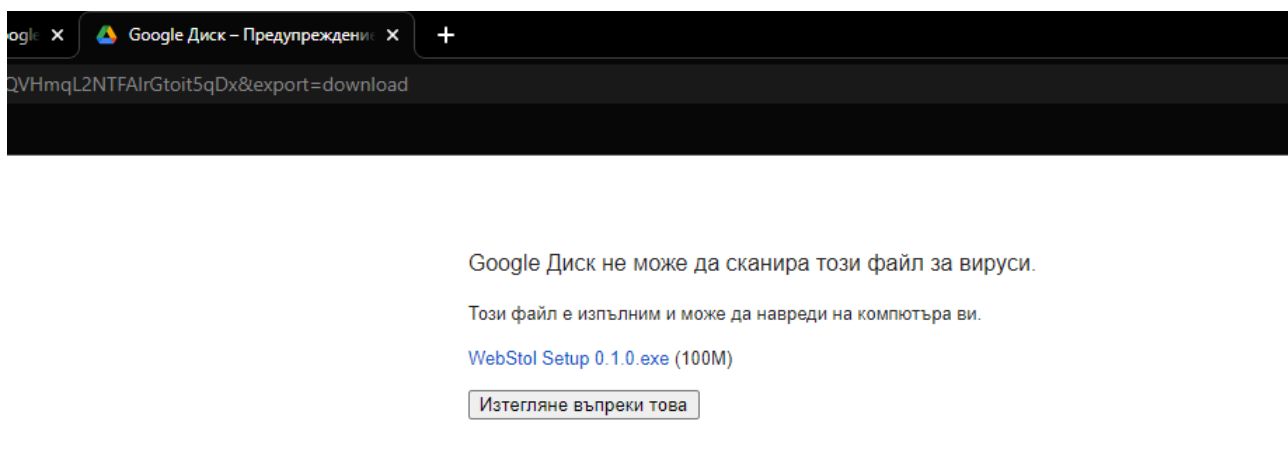 Google Диск – Предупреждение
QVHmqL2NTFAIrGtoit5qDx&export=download
Google Диск не може да сканира този файл за вируси.
Този файл е изпълним и може да навреди на компютъра ви.
WebStol Setup 0.1.0.exe (100M)
Изтегляне въпреки това